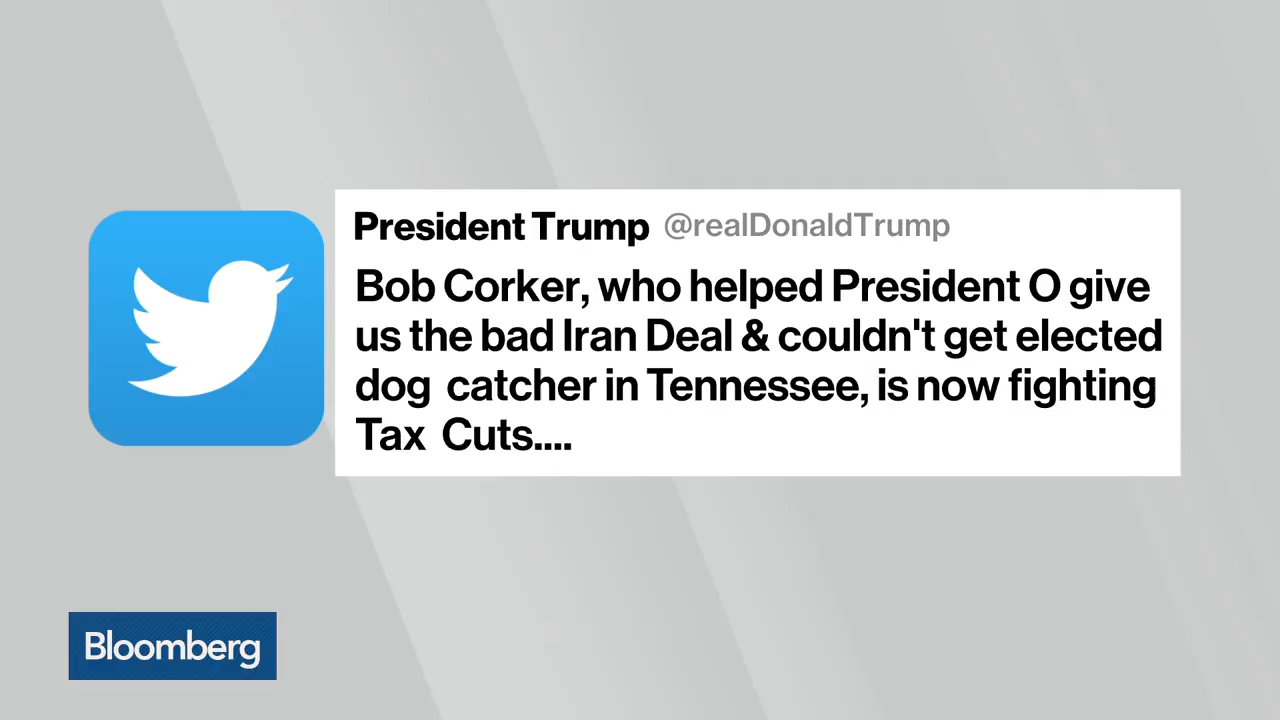 President Trump @realDonaldTrump
Bob Corker, who helped President O give
us the bad Iran Deal & couldn't get elected
dog catcher in Tennessee, is now fighting
Tax Cuts....
Bloomberg